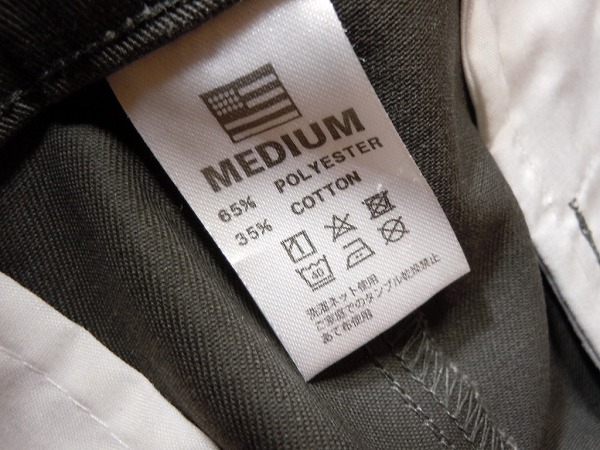 MEDIUM
65% POLYESTER
35% COTTON
40
洗濯ネット使用
ご家庭でのタンブル乾燥禁止
あて布使用